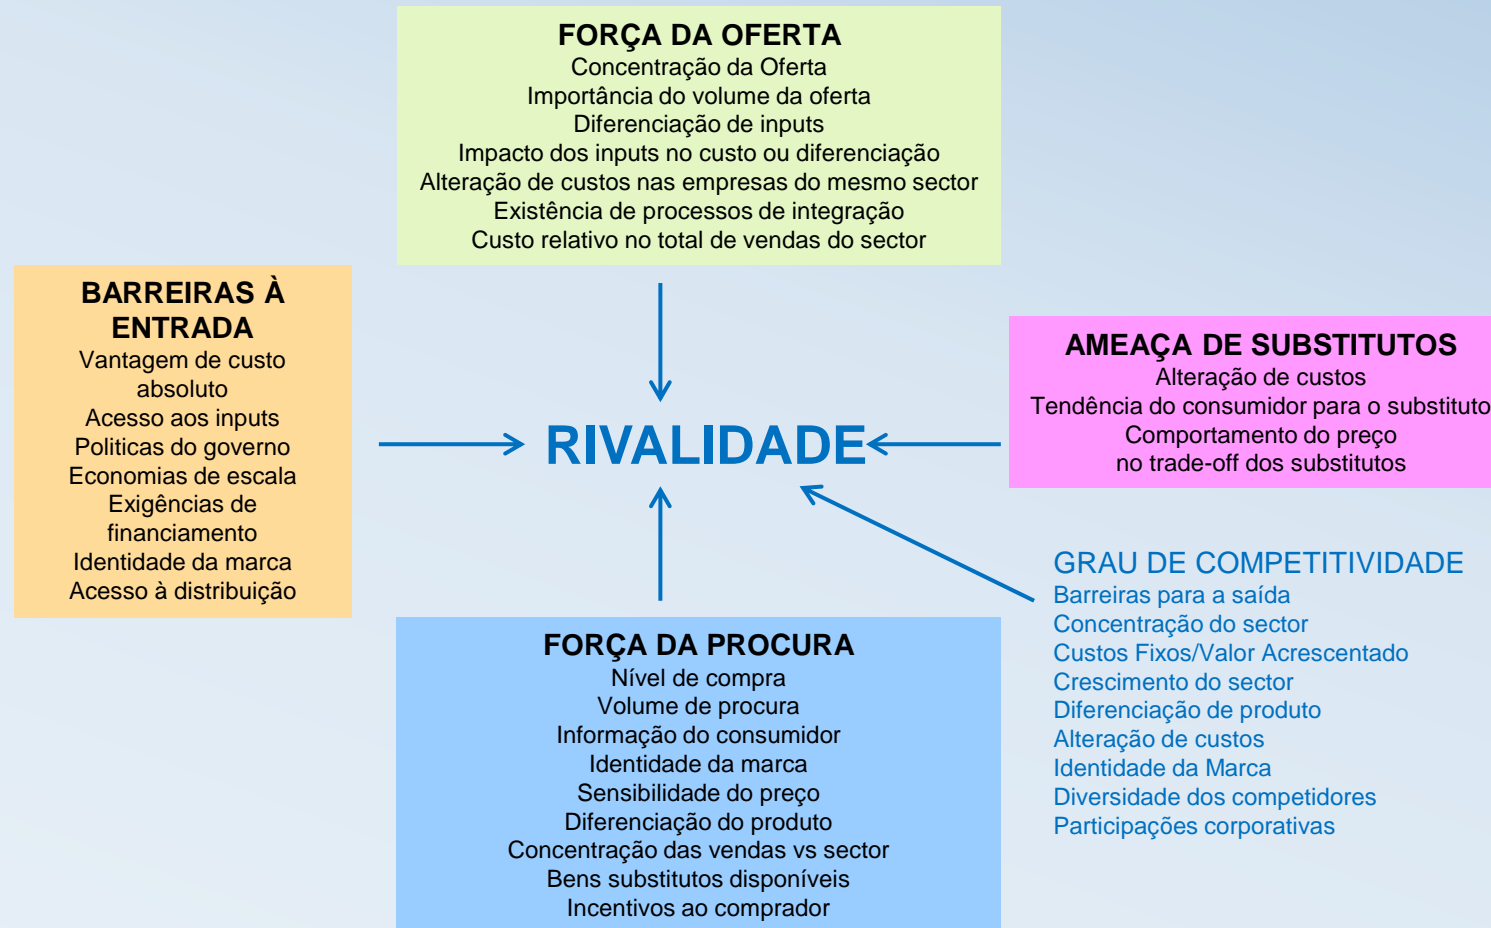 FORÇA DA OFERTA
Concentração da Oferta
Importância do volume da oferta
Diferenciação de inputs
Impacto dos inputs no custo ou diferenciação
Alteração de custos nas empresas do mesmo sector
Existência de processos de integração
Custo relativo no total de vendas do sector
BARREIRAS À
ENTRADA
Vantagem de custo
absoluto
Acesso aos inputs
Politicas do governo
Economias de escala
Exigências de
financiamento
Identidade da marca
Acesso à distribuição
RIVALIDADE
AMEAÇA DE SUBSTITUTOS
Alteração de custos
Tendência do consumidor para o substituto
Comportamento do preço
no trade-off dos substitutos
FORÇA DA PROCURA
Nível de compra
Volume de procura
Informação do consumidor
Identidade da marca
Sensibilidade do preço
Diferenciação do produto
Concentração das vendas vs sector
Bens substitutos disponíveis
Incentivos ao comprador
GRAU DE COMPETITIVIDADE
Barreiras para a saída
Concentração do sector
Custos Fixos/Valor Acrescentado
Crescimento do sector
Diferenciação de produto
Alteração de custos
Identidade da Marca
Diversidade dos competidores
Participações corporativas